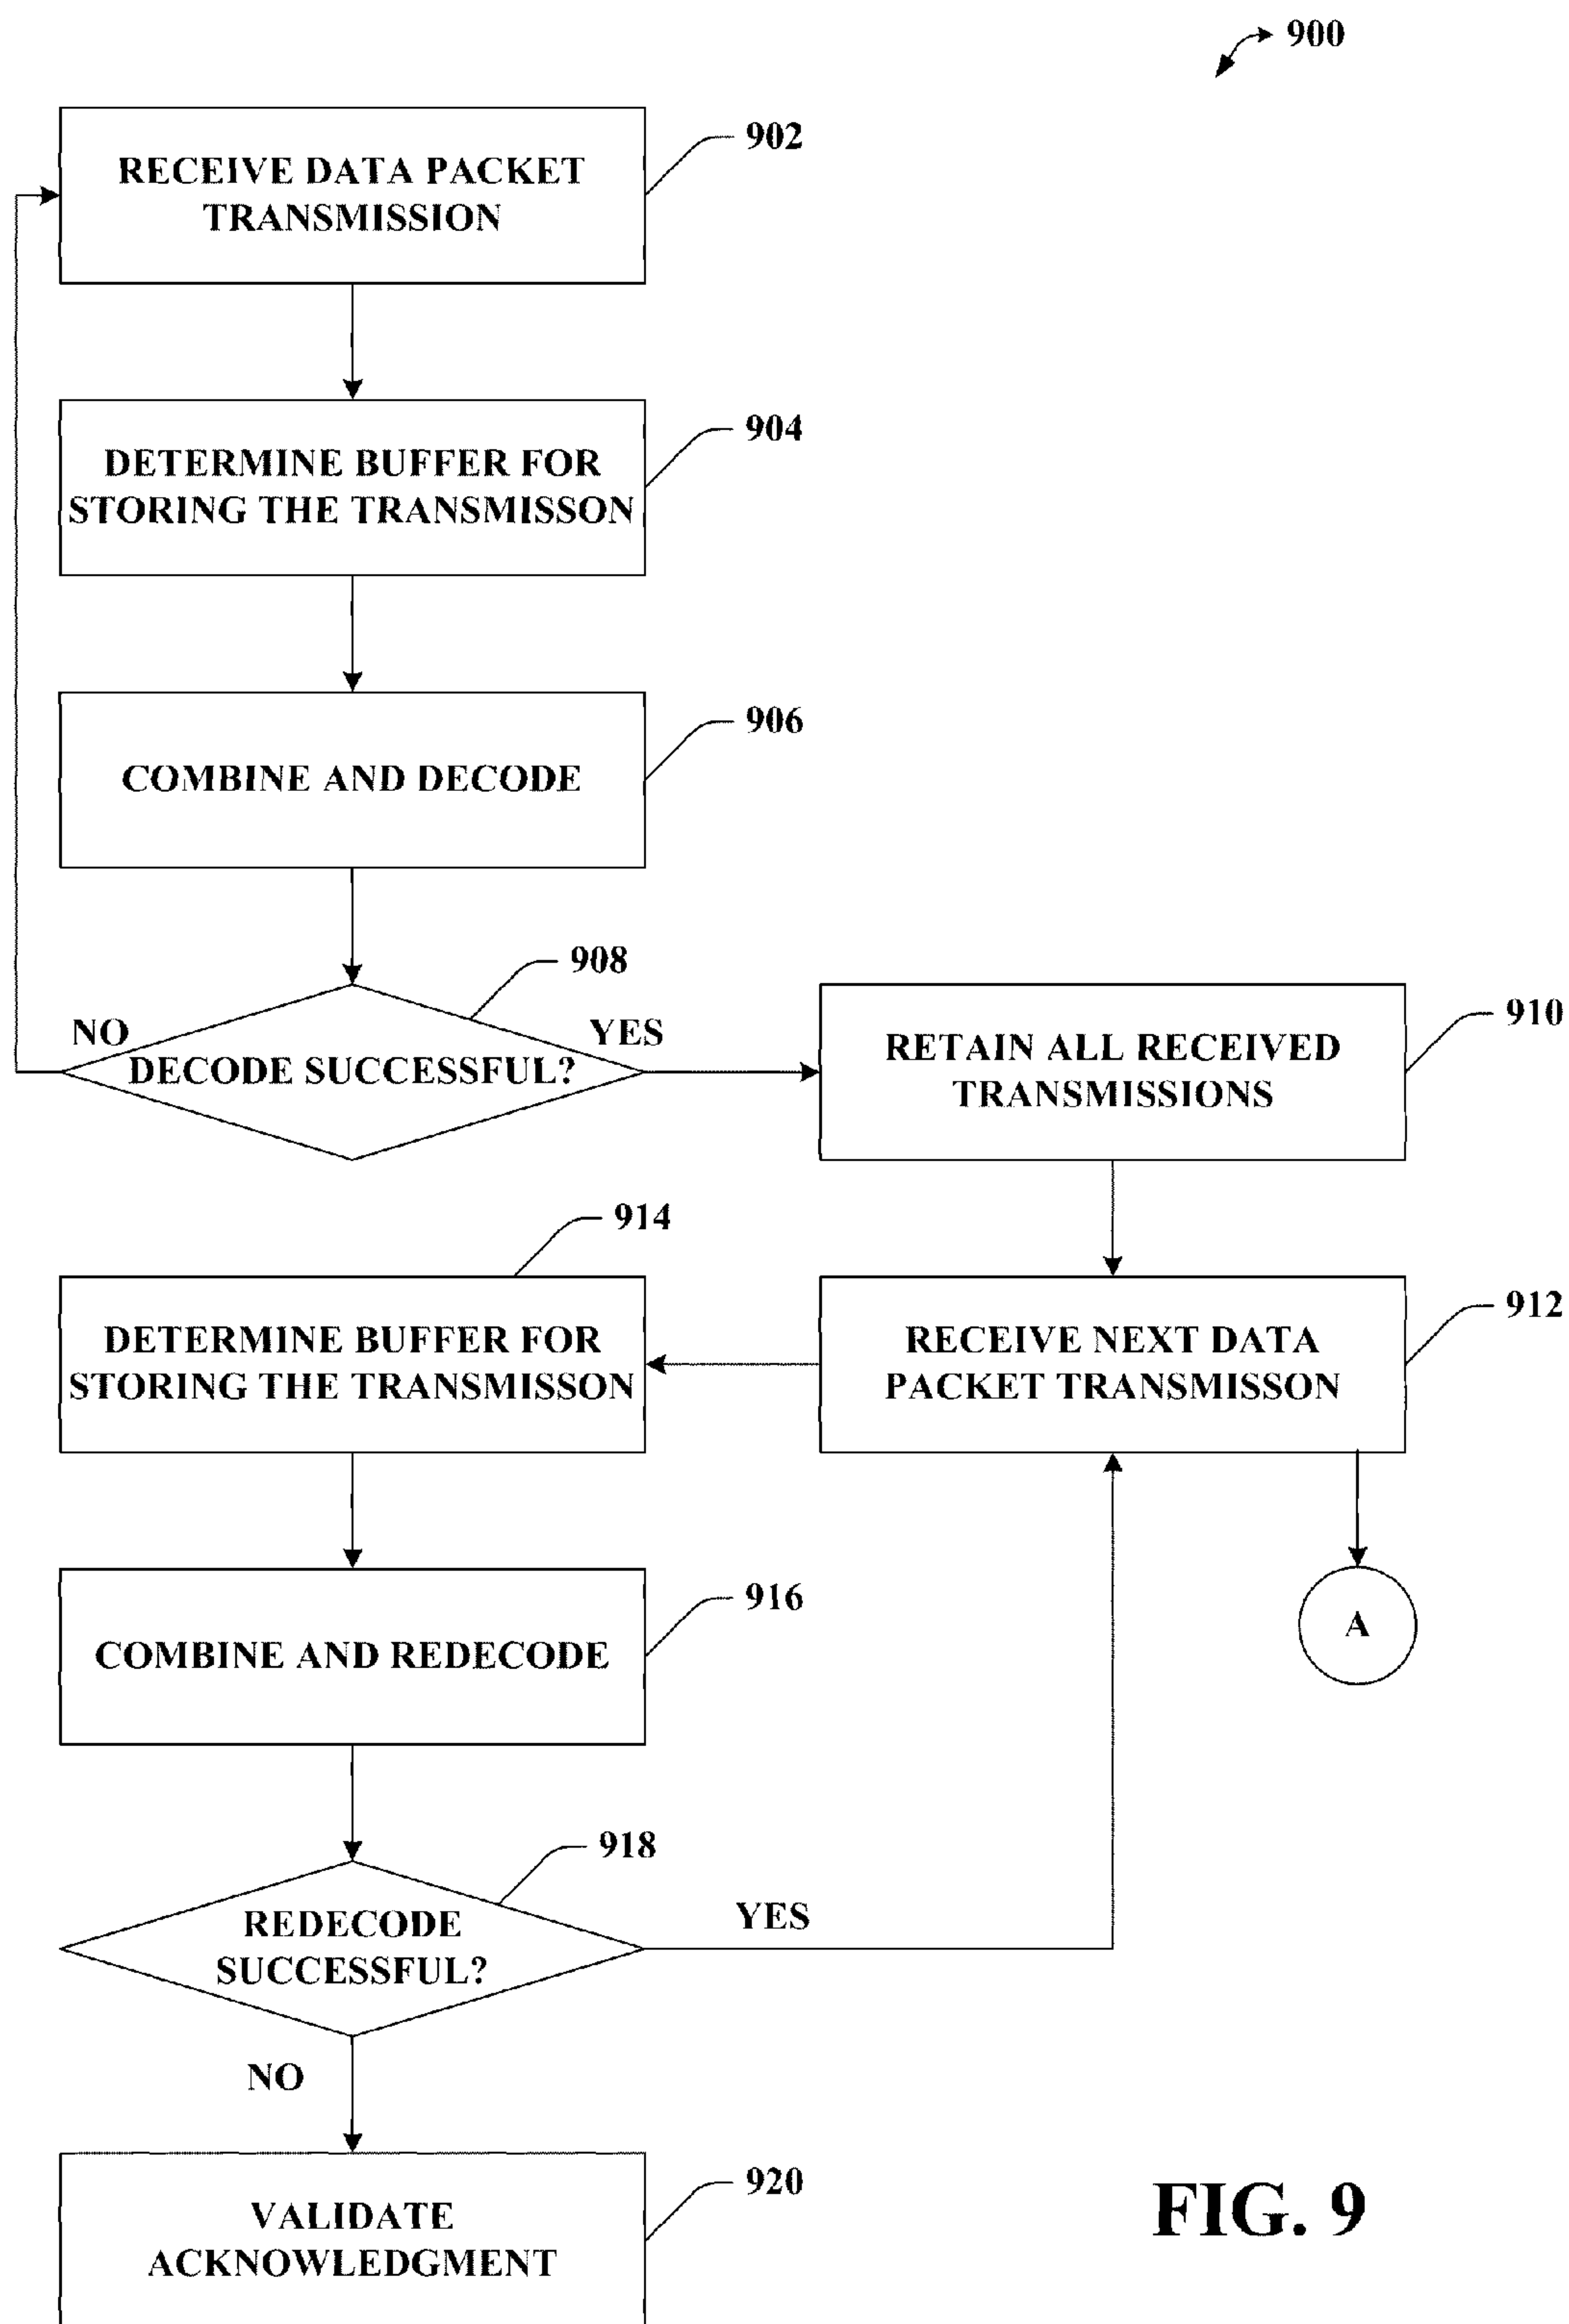 900
RECEIVE DATA PACKET
TRANSMISSION
902
DETERMINE BUFFER FOR
STORING THE TRANSMISSON
904
COMBINE AND DECODE
906
908
NO
YES
DECODE SUCCESSFUL?
RETAIN ALL RECEIVED
TRANSMISSIONS
910
914
DETERMINE BUFFER FOR
STORING THE TRANSMISSON
RECEIVE NEXT DATA
PACKET TRANSMISSON
912
COMBINE AND REDECODE
916
A
918
REDECODE
SUCCESSFUL?
YES
NO
VALIDATE
ACKNOWLEDGMENT
920
FIG. 9